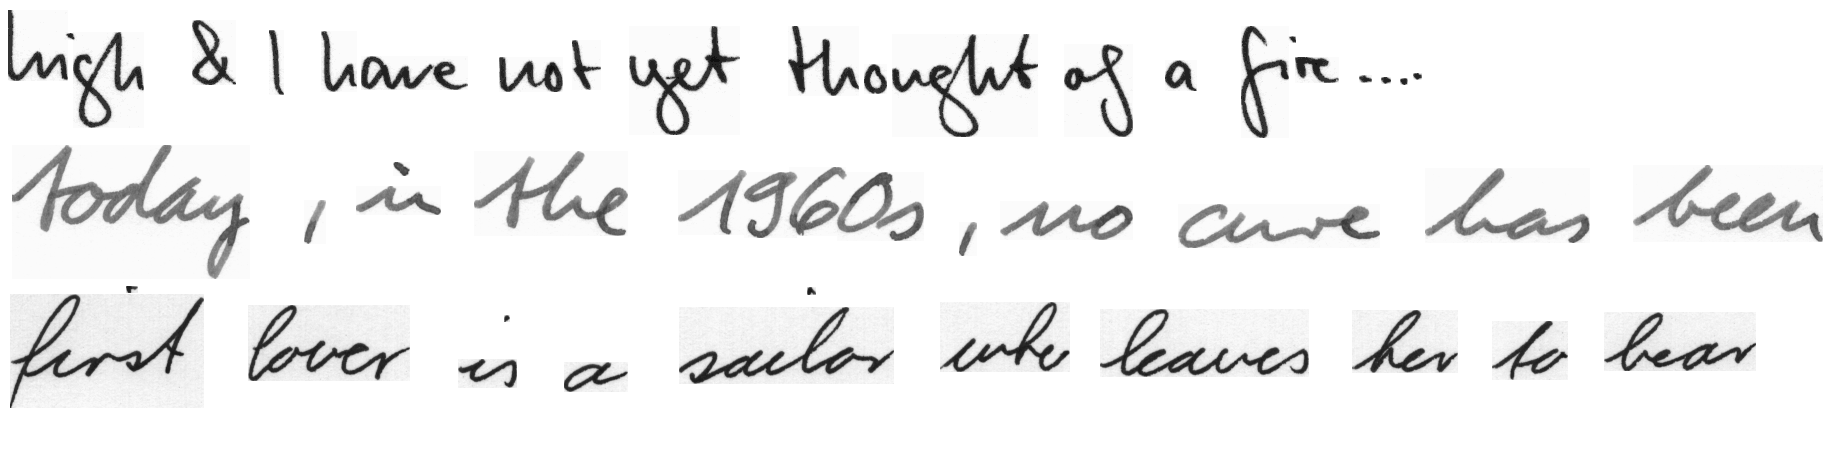 high & I have not yet thought of a fire....
today, in the 1960s, no cure has been
first lover is a sailor who leaves her to bear